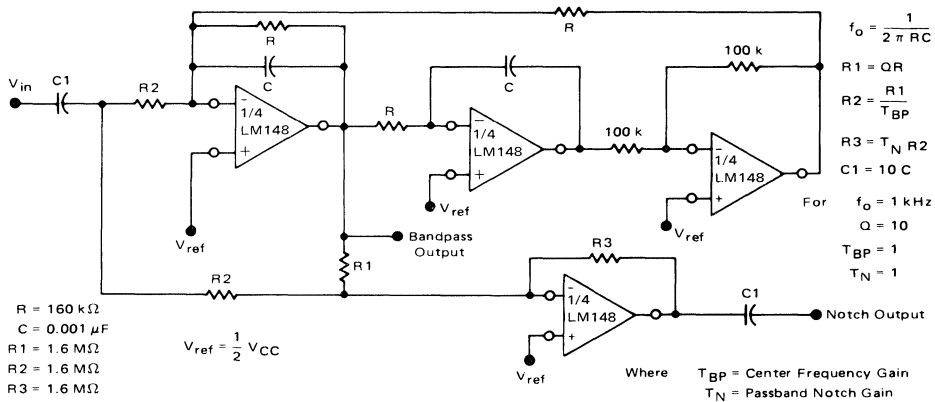 R
R
C
V_in
C1
R2
−
1/4
LM148
+
V_ref
R
C
−
1/4
LM148
+
V_ref
100 k
100 k
−
1/4
LM148
+
V_ref
Bandpass
Output
R1
R2
R3
−
1/4
LM148
+
V_ref
C1
Notch Output
f_o = 1 / 2 π RC
R1 = QR
R2 = R1 / T_BP
R3 = T_N R2
C1 = 10 C
For f_o = 1 kHz
Q = 10
T_BP = 1
T_N = 1
R = 160 kΩ
C = 0.001 μF
R1 = 1.6 MΩ
R2 = 1.6 MΩ
R3 = 1.6 MΩ
V_ref = 1/2 V_CC
Where T_BP = Center Frequency Gain
T_N = Passband Notch Gain